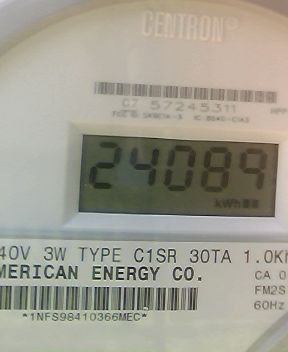 CENTRON®
07 57245311
24089
kWh
40V 3W TYPE C1SR 30TA 1.0Kh
MERICAN ENERGY CO.
CA 0
FM2S
60Hz
*1NFS98410366MEC*